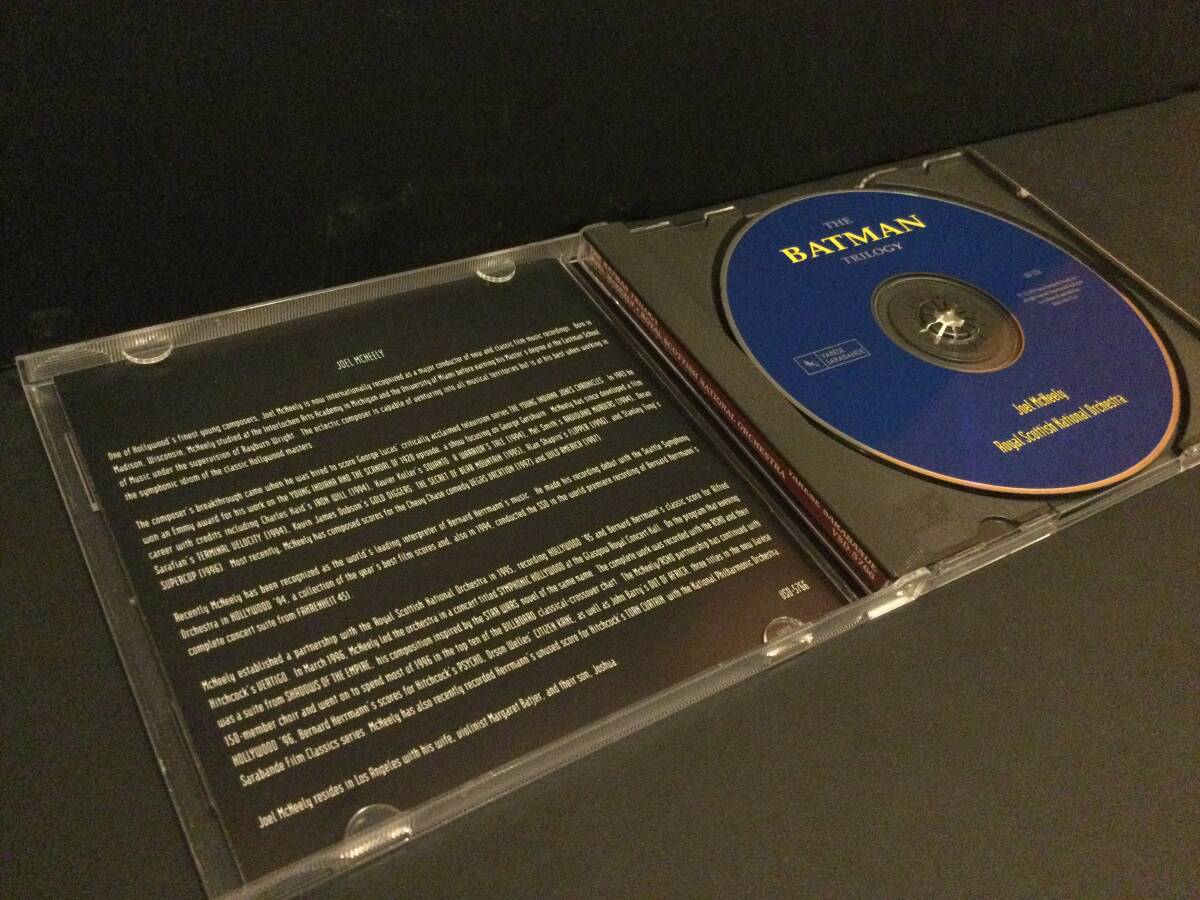 JOEL MCNEELY
One of Hollywood's finest young composers, Joel McNeely is now internationally recognized as a major conductor of new and classic film music recordings. Born in
Madison, Wisconsin, McNeely studied at the Interlochen Arts Academy in Michigan and the University of Miami before earning his Master's degree at the Eastman School
of Music under the supervision of Rayburn Wright. The eclectic composer is capable of venturing into all musical territories but is at his best when working in
the symphonic idiom of the classic Hollywood masters.
The composer's breakthrough came when he was hired to score George Lucas' critically acclaimed television series THE YOUNG INDIANA JONES CHRONICLES. In 1993 he
won an Emmy award for his work on the YOUNG INDIANA AND THE SCANDAL OF 1920 episode, a show focusing on George Gershwin. McNeely has since developed a film
career with credits including Charles Haid's IRON WILL (1994), Xavier Koller's SQUANTO: A WARRIOR'S TALE (1994), Mel Smith's RADIOLAND MURDERS (1994), Deran
Sarafian's TERMINAL VELOCITY (1994), Kevin James Dobson's GOLD DIGGERS: THE SECRET OF BEAR MOUNTAIN (1995), Alan Shapiro's FLIPPER (1996), and Stanley Tong's
SUPERCOP (1996). Most recently, McNeely has composed scores for the Chevy Chase comedy VEGAS VACATION (1997) and WILD AMERICA (1997)
Recently McNeely has been recognized as the world's leading interpreter of Bernard Herrmann's music. He made his recording debut with the Seattle Symphony
Orchestra in HOLLYWOOD '94, a collection of the year's best film scores and, also in 1994, conducted the SSO in the world premiere recording of Bernard Herrmann's
complete concert suite from FAHRENHEIT 451
McNeely established a partnership with the Royal Scottish National Orchestra in 1995, recording HOLLYWOOD '95 and Bernard Herrmann's classic score for Alfred
Hitchcock's VERTIGO. In March 1996, McNeely led the orchestra in a concert titled SYMPHONIC HOLLYWOOD at the Glasgow Royal Concert Hall. On the program that evening
was a suite from SHADOWS OF THE EMPIRE, his composition inspired by the STAR WARS novel of the same name. The complete work was recorded with the RSNO and their
150-member choir and went on to spend most of 1996 in the top ten of the BILLBOARD classical-crossover chart. The McNeely/RSNO partnership has continued with
HOLLYWOOD '96, Bernard Herrmann's scores for Hitchcock's PSYCHO, Orson Welles' CITIZEN KANE, as well as John Barry's OUT OF AFRICA, three titles in the new Varese
Sarabande Film Classics series. McNeely has also recently recorded Herrmann's unused score for Hitchcock's TORN CURTAIN, with the National Philharmonic Orchestra
Joel McNeely resides in Los Angeles with his wife, violinist Margaret Batjer, and their son, Joshua.
VSD-5766
ROYAL SCOTTISH NATIONAL ORCHESTRA VARESE SARABANDE
VSD-5766
THE
BATMAN
TRILOGY
VARESE
SARABANDE
Joel McNeely
Royal Scottish National Orchestra